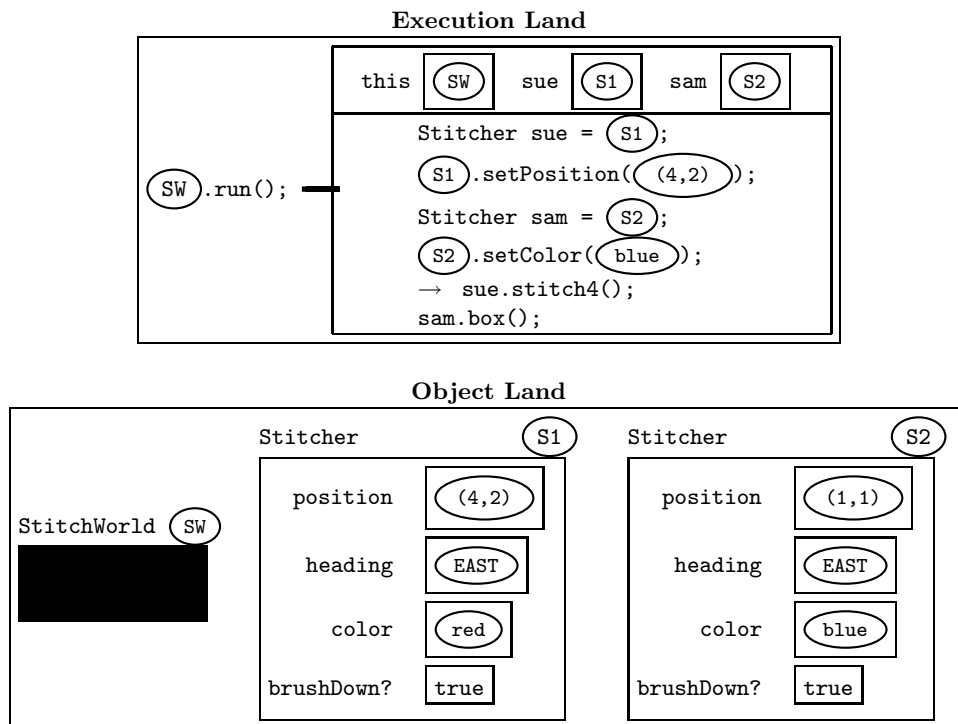 Execution Land
this SW sue S1 sam S2
Stitcher sue = S1;
S1.setPosition((4,2));
SW.run();
Stitcher sam = S2;
S2.setColor(blue);
→ sue.stitch4();
sam.box();
Object Land
Stitcher S1 Stitcher S2
position (4,2) position (1,1)
StitchWorld SW
heading EAST heading EAST
color red color blue
brushDown? true brushDown? true